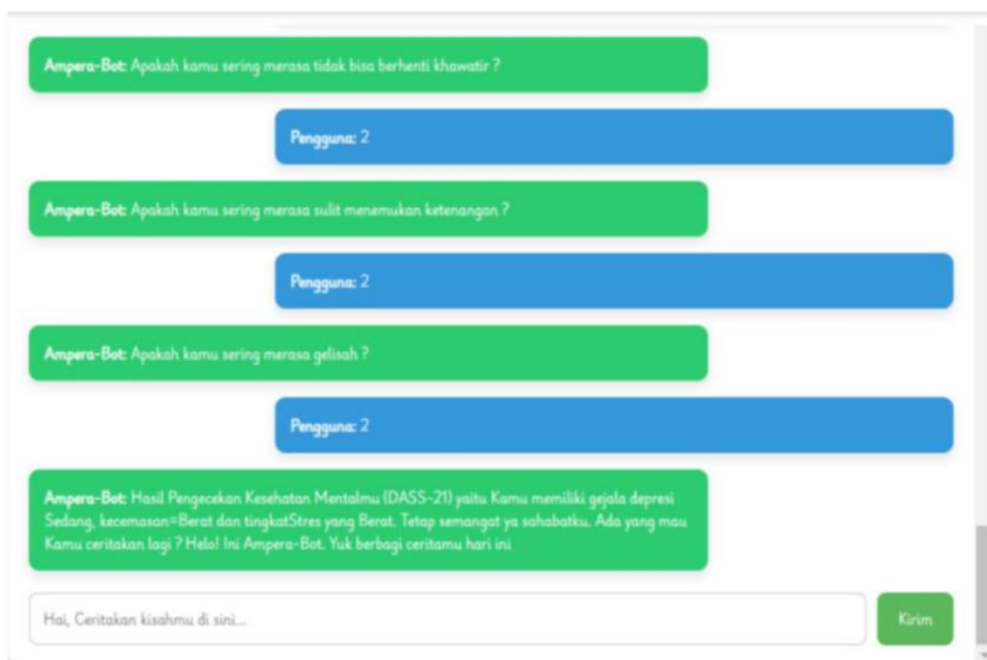 Ampera-Bot: Apakah kamu sering merasa tidak bisa berhenti khawatir ?
Pengguna: 2
Ampera-Bot: Apakah kamu sering merasa sulit menemukan ketenangan ?
Pengguna: 2
Ampera-Bot: Apakah kamu sering merasa gelisah ?
Pengguna: 2
Ampera-Bot: Hasil Pengecekan Kesehatan Mentalmu (DASS-21) yaitu Kamu memiliki gejala depresi
Sedang, kecemasan=Berat dan tingkatStres yang Berat. Tetap semangat ya sahabatku. Ada yang mau
Kamu ceritakan lagi ? Helo! Ini Ampera-Bot. Yuk berbagi ceritamu hari ini
Hai, Ceritakan kisahmu di sini...
Kirim